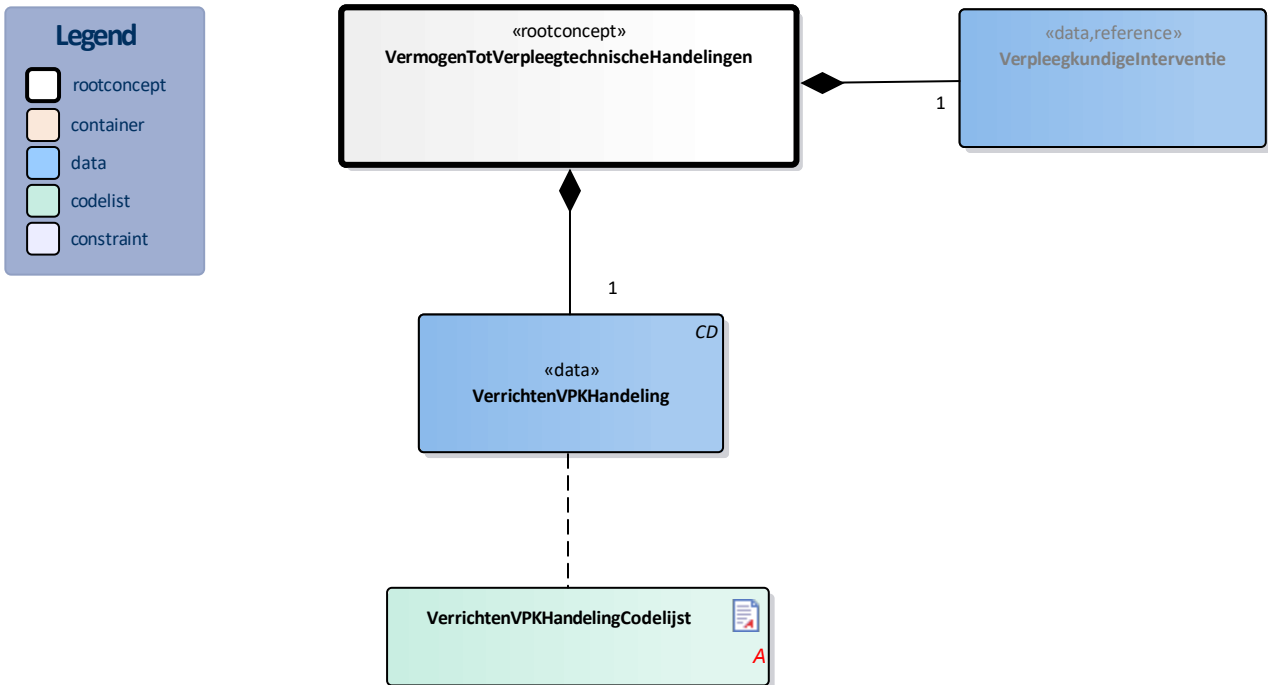 Legend
rootconcept
container
data
codelist
constraint
«rootconcept»
VermogenTotVerpleegtechnischeHandelingen
«data,reference»
VerpleegkundigeInterventie
1
1
CD
«data»
VerrichtenVPKHandeling
VerrichtenVPKHandelingCodelijst
A